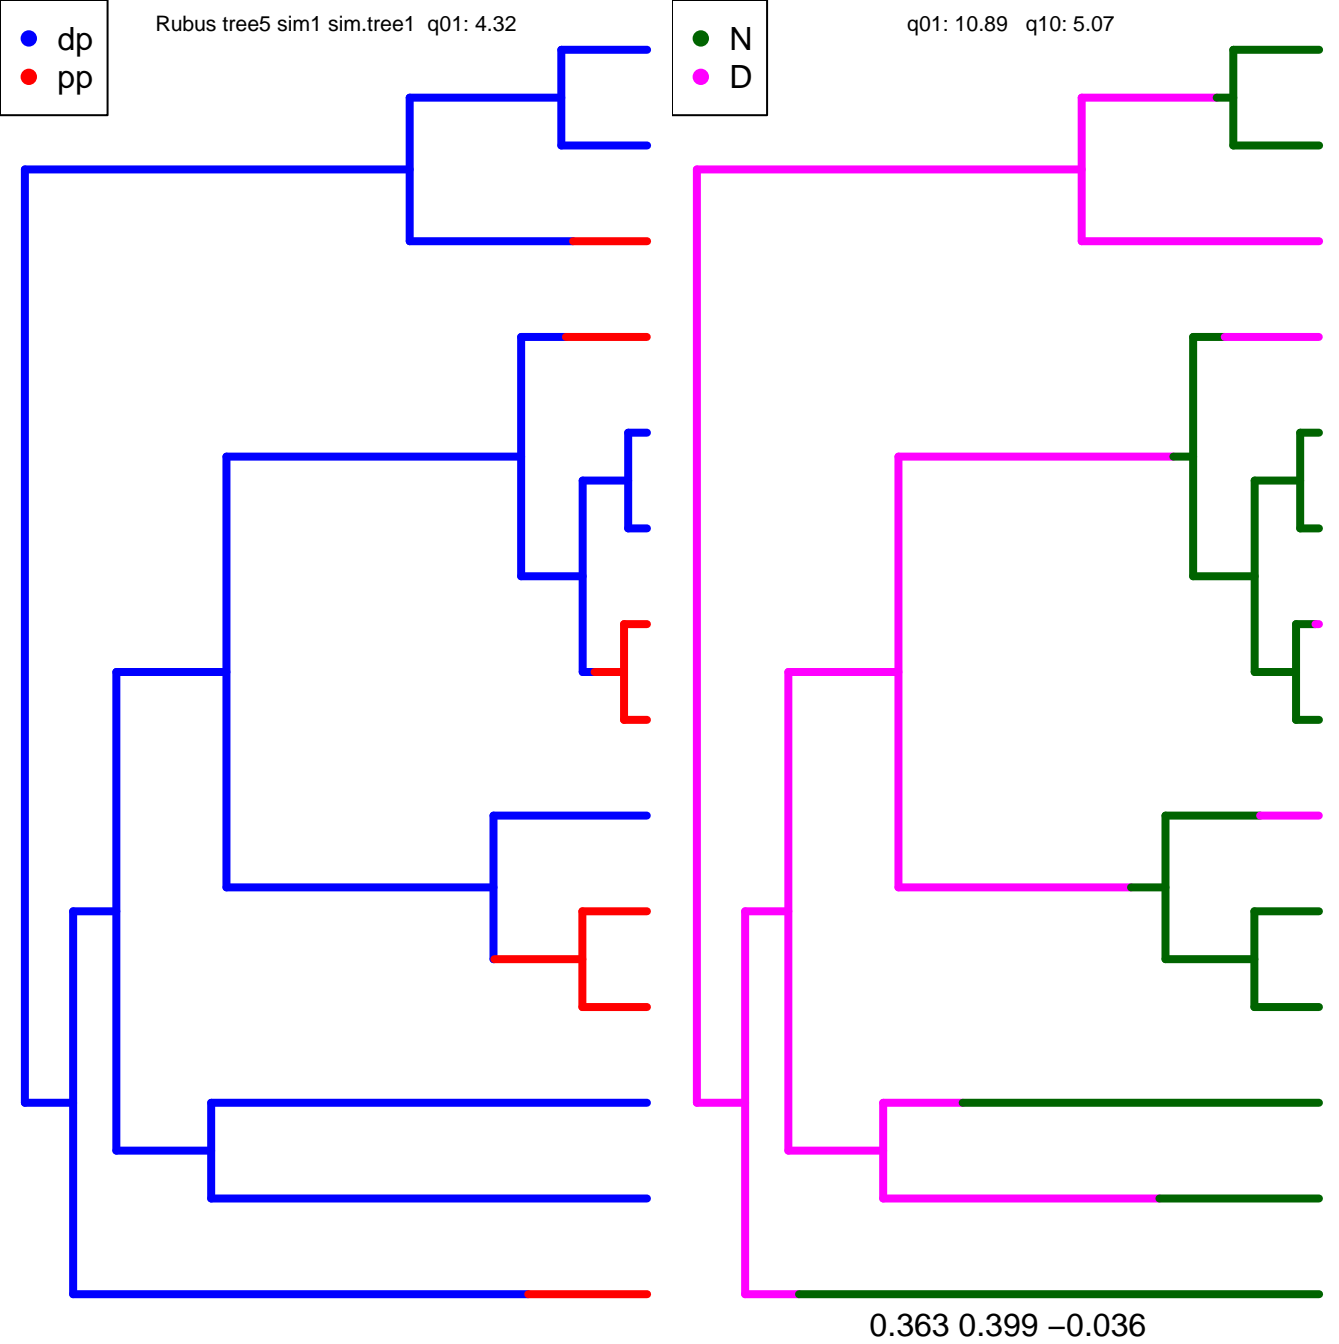 dp
pp
Rubus tree5 sim1 sim.tree1 q01: 4.32
N
D
q01: 10.89 q10: 5.07
0.363 0.399 −0.036